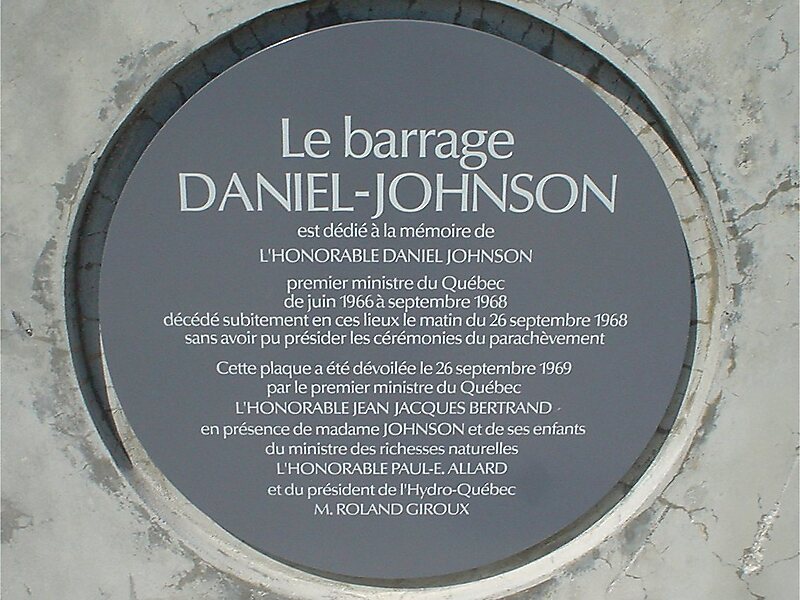 Le barrage
DANIEL-JOHNSON
est dédié à la mémoire de
L'HONORABLE DANIEL JOHNSON
premier ministre du Québec
de juin 1966 à septembre 1968
décédé subitement en ces lieux le matin du 26 septembre 1968
sans avoir pu présider les cérémonies du parachèvement
Cette plaque a été dévoilée le 26 septembre 1969
par le premier ministre du Québec
L'HONORABLE JEAN JACQUES BERTRAND
en présence de madame JOHNSON et de ses enfants
du ministre des richesses naturelles
L'HONORABLE PAUL-E. ALLARD
et du président de l'Hydro-Québec
M. ROLAND GIROUX